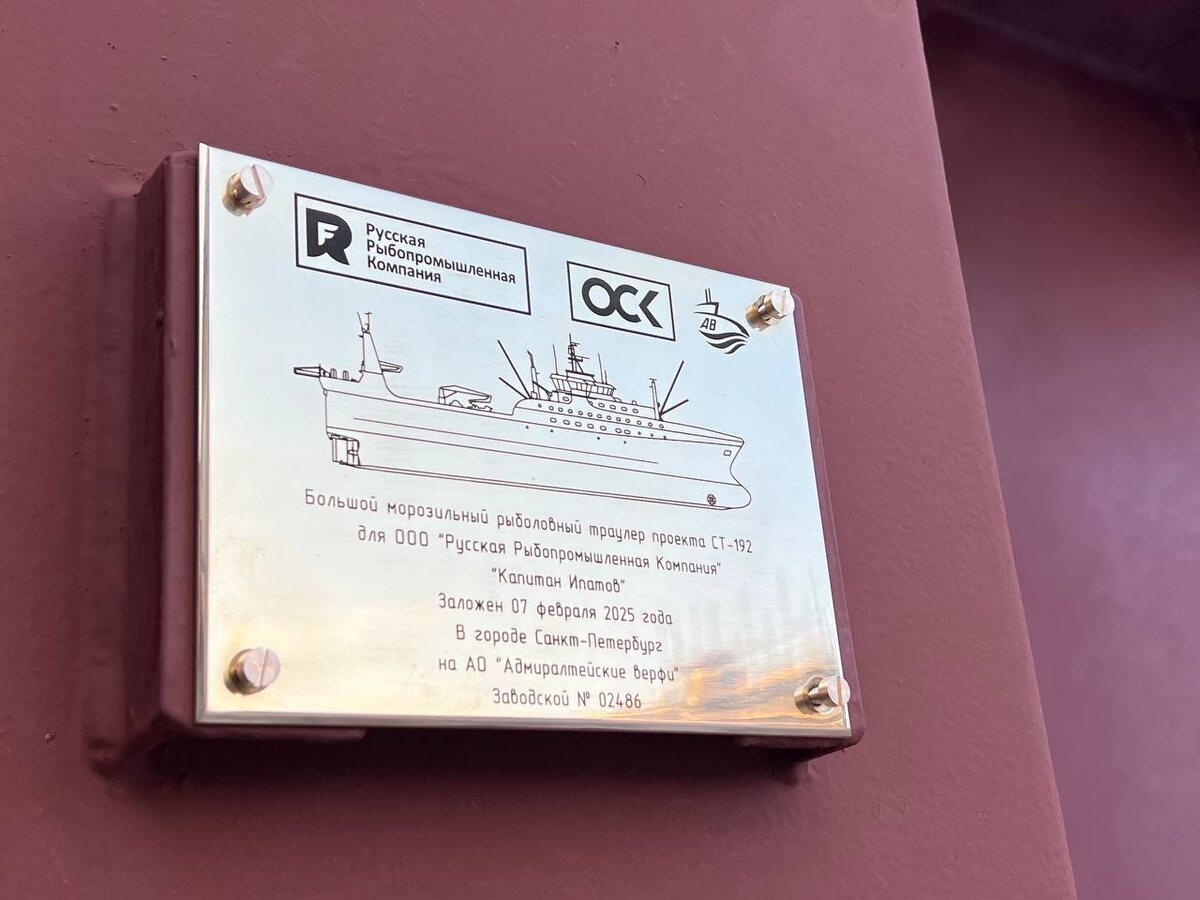 Русская
Рыбопромышленная
Компания
ОСК
АВ
Большой морозильный рыболовный траулер проекта СТ-192
для ООО "Русская Рыбопромышленная Компания"
"Капитан Ипатов"
Заложен 07 февраля 2025 года
В городе Санкт-Петербург
на АО "Адмиралтейские верфи"
Заводской № 02486